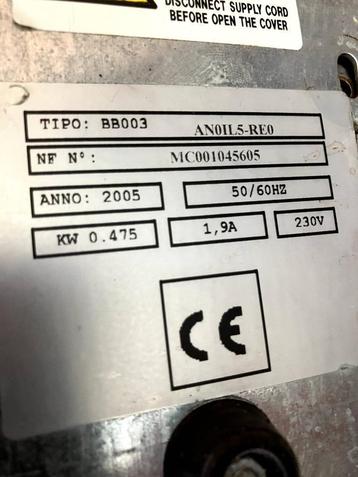 DISCONNECT SUPPLY CORD
BEFORE OPEN THE COVER
TIPO: BB003 AN0IL5-RE0
NF N°: MC001045605
ANNO: 2005 50/60HZ
KW 0.475 1,9A 230V
CE